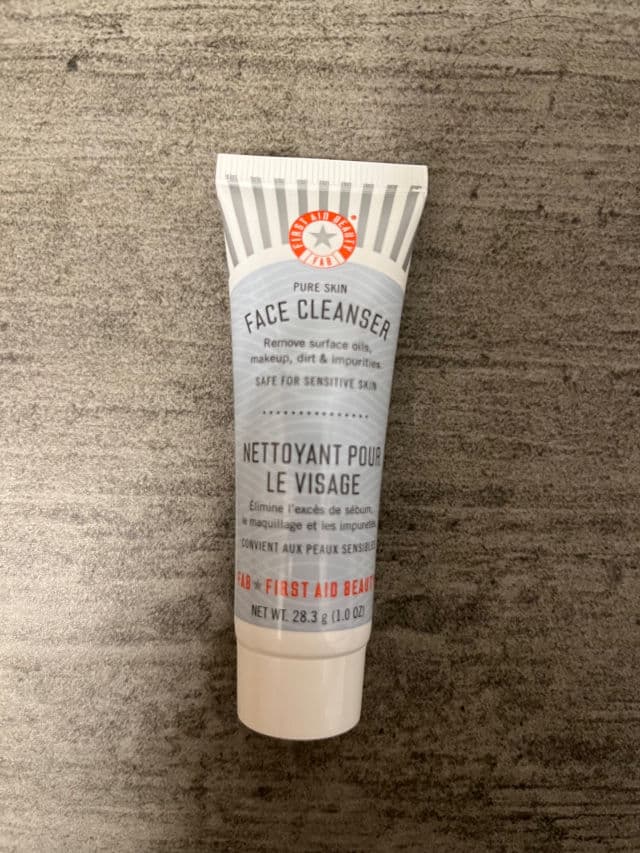 FIRST AID BEAUTY
FAB
PURE SKIN
FACE CLEANSER
Remove surface oils,
makeup, dirt & impurities
SAFE FOR SENSITIVE SKIN
NETTOYANT POUR
LE VISAGE
Élimine l'excès de sébum,
le maquillage et les impuretés
CONVIENT AUX PEAUX SENSIBLES
FAB ★ FIRST AID BEAUTY
NET WT. 28.3 g (1.0 OZ)